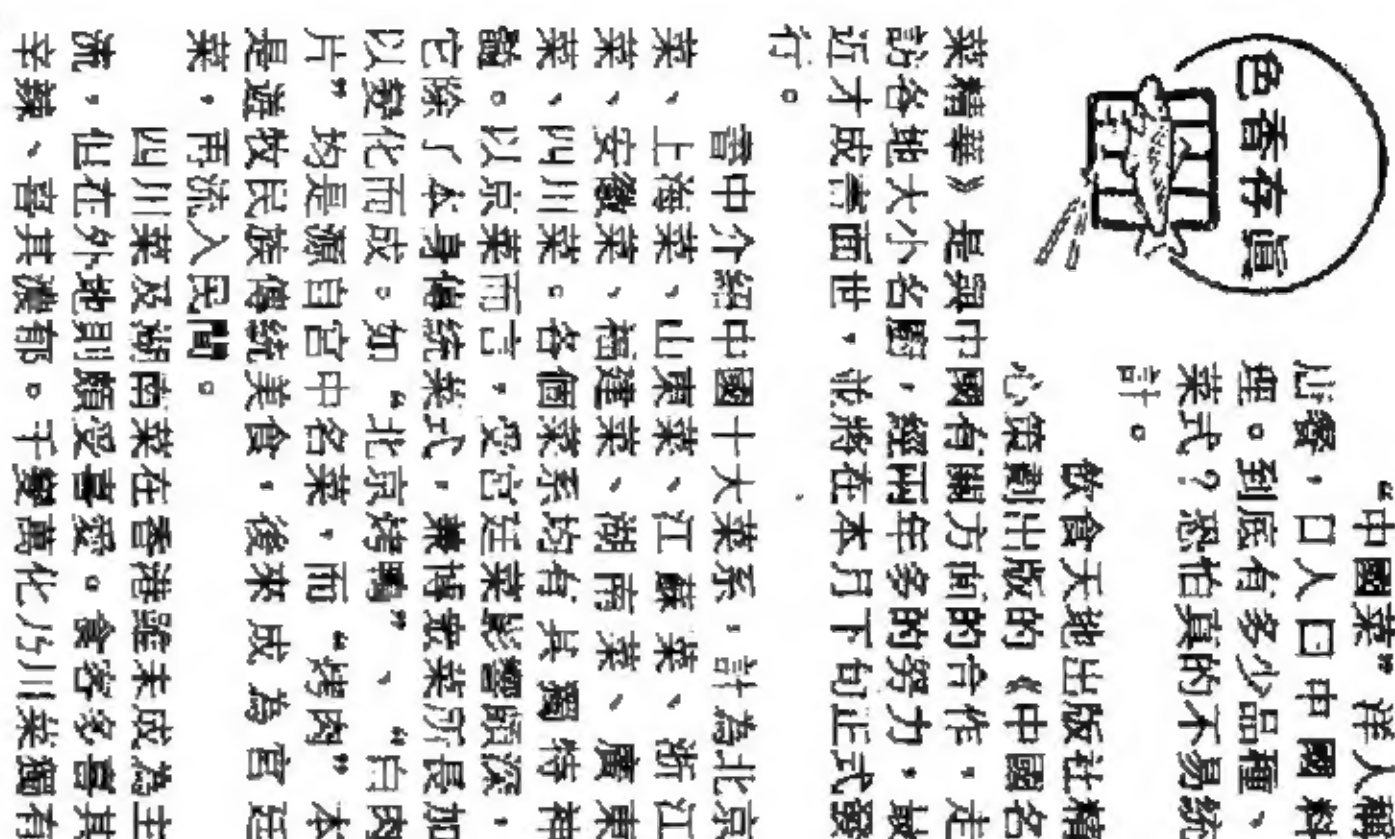 色香存眞
“中國菜”洋人稱
心饗,日人曰中國料
理。到底有多少品種、
菜式?恐怕真的不易統
計。
飲食天地出版社精
心策劃出版的《中國名
菜精華》是與中國有關方面的合作,走
訪各地大小名廚,經兩年多的努力,最
近才成書面世,並將在本月下旬正式發
行。
書中介紹中國十大菜系,計為北京
菜、上海菜、山東菜、江蘇菜、浙江
菜、安徽菜、福建菜、湖南菜、廣東
菜、四川菜。各個菜系均有其獨特神
髓。以京菜而言,受宮廷菜影響頗深,
它除了本身傳統菜式,兼博眾菜所長加
以變化而成。如“北京烤鴨”、“白肉
片”均是源自宮中名菜,而“烤肉”本
是遊牧民族傳統美食,後來成為宮廷
菜,再流入民間。
四川菜及湖南菜在香港雖未成為主
流,但在外地則頗受喜愛。食客多喜其
辛辣、喜其濃郁。千變萬化乃川菜獨有